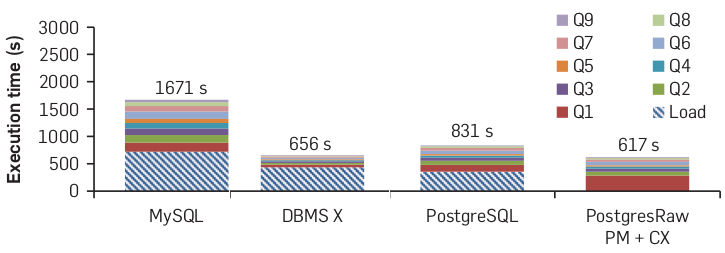 Execution time (s)
3000
2500
2000
1500
1000
500
0
1671 s
656 s
831 s
617 s
Q9 Q8
Q7 Q6
Q5 Q4
Q3 Q2
Q1 Load
MySQL DBMS X PostgreSQL PostgresRaw
PM + CX